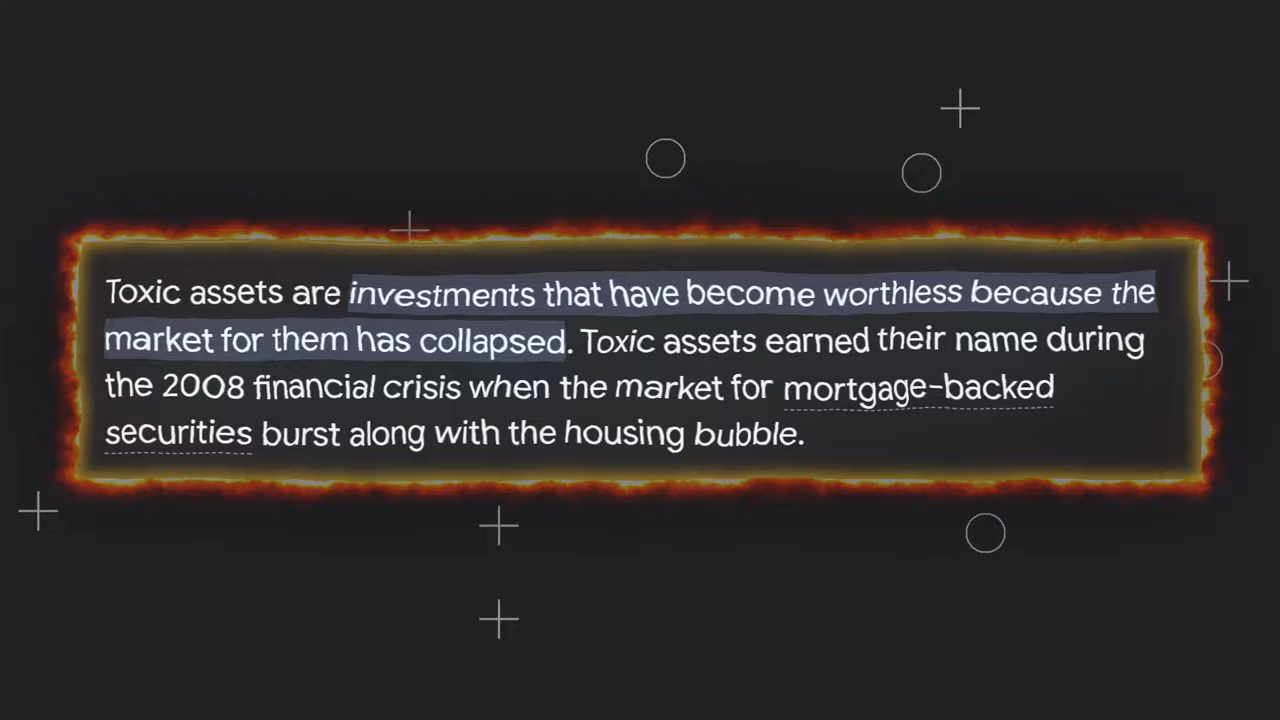 Toxic assets are investments that have become worthless because the
market for them has collapsed. Toxic assets earned their name during
the 2008 financial crisis when the market for mortgage-backed
securities burst along with the housing bubble.